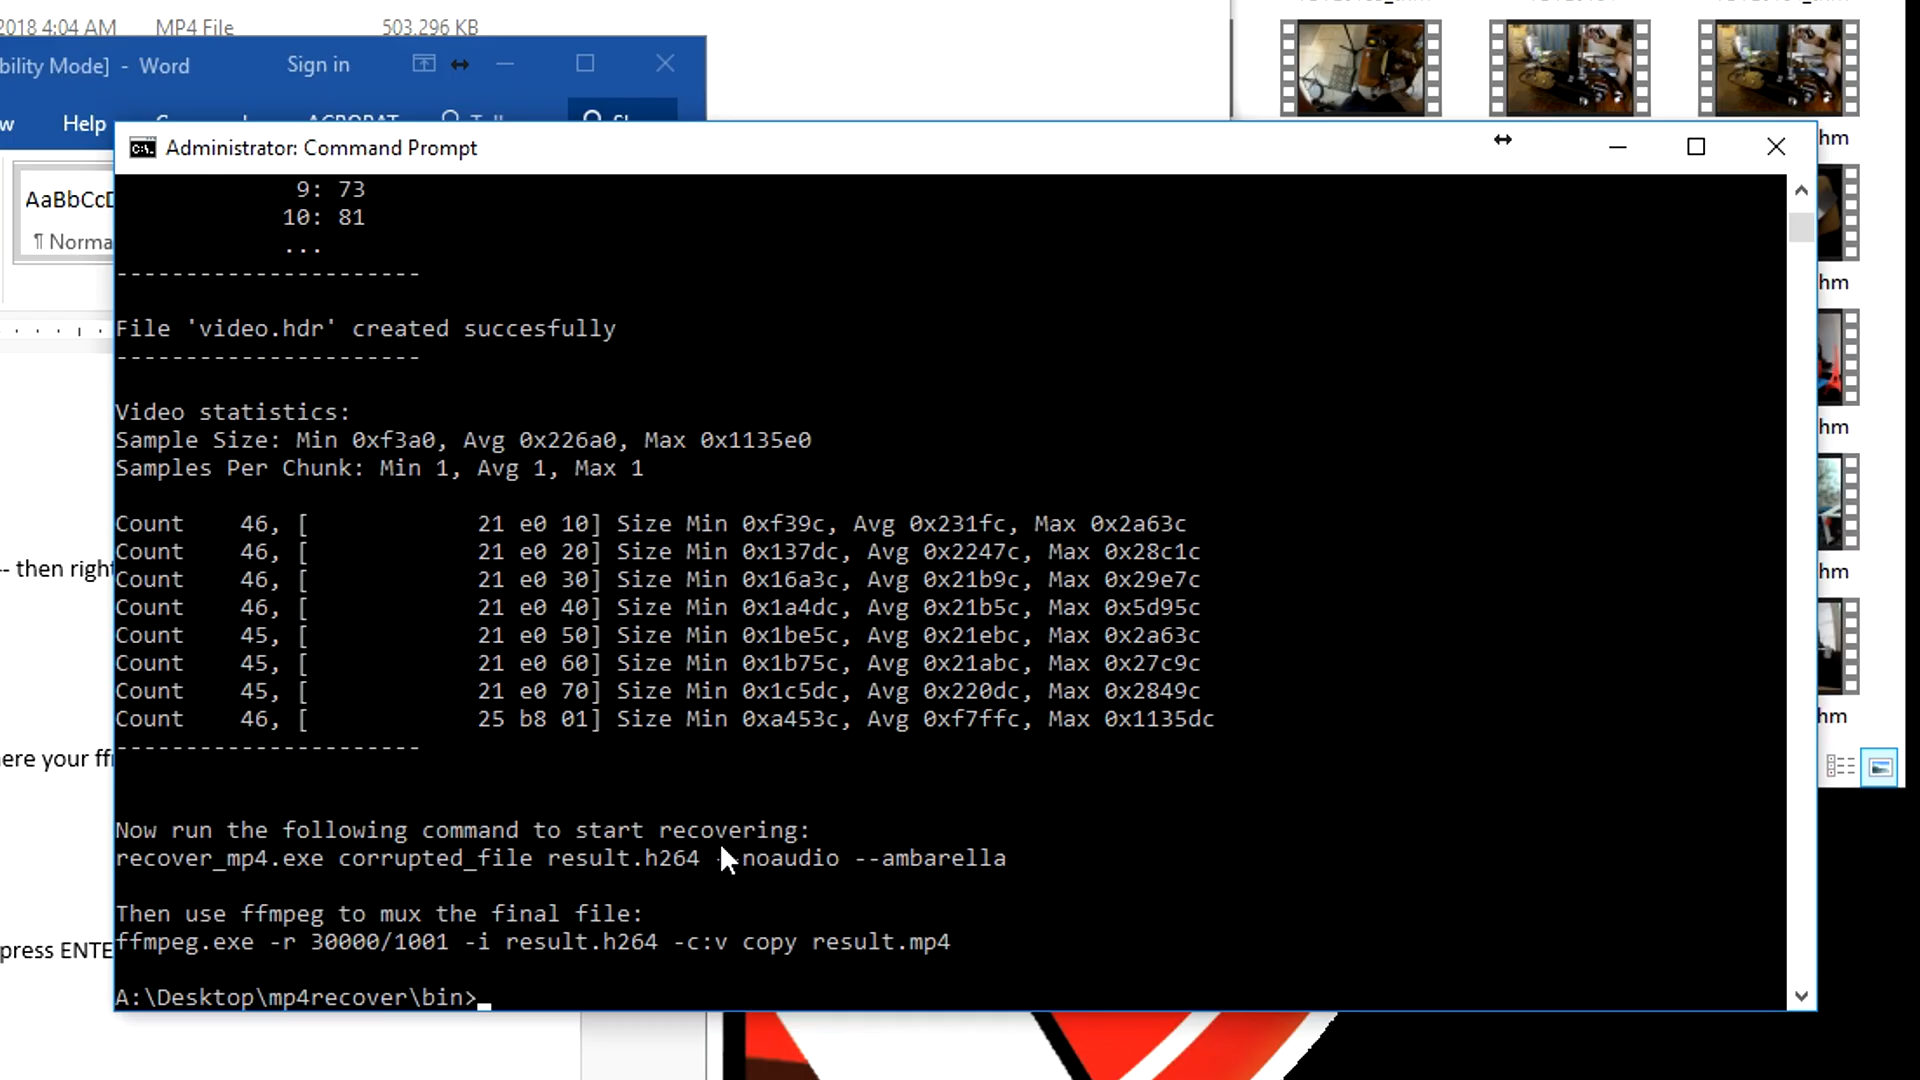 2018 4:04 AM MP4 File 503,296 KB
bility Mode] - Word Sign in
w Help
AaBbCcD
¶ Norma
-- then right
ere your ff
press ENTE
Administrator: Command Prompt
9: 73
10: 81
...
----------------------
File 'video.hdr' created succesfully
----------------------
Video statistics:
Sample Size: Min 0xf3a0, Avg 0x226a0, Max 0x1135e0
Samples Per Chunk: Min 1, Avg 1, Max 1
Count 46, [ 21 e0 10] Size Min 0xf39c, Avg 0x231fc, Max 0x2a63c
Count 46, [ 21 e0 20] Size Min 0x137dc, Avg 0x2247c, Max 0x28c1c
Count 46, [ 21 e0 30] Size Min 0x16a3c, Avg 0x21b9c, Max 0x29e7c
Count 46, [ 21 e0 40] Size Min 0x1a4dc, Avg 0x21b5c, Max 0x5d95c
Count 45, [ 21 e0 50] Size Min 0x1be5c, Avg 0x21ebc, Max 0x2a63c
Count 45, [ 21 e0 60] Size Min 0x1b75c, Avg 0x21abc, Max 0x27c9c
Count 45, [ 21 e0 70] Size Min 0x1c5dc, Avg 0x220dc, Max 0x2849c
Count 46, [ 25 b8 01] Size Min 0xa453c, Avg 0xf7ffc, Max 0x1135dc
----------------------
Now run the following command to start recovering:
recover_mp4.exe corrupted_file result.h264 --noaudio --ambarella
Then use ffmpeg to mux the final file:
ffmpeg.exe -r 30000/1001 -i result.h264 -c:v copy result.mp4
A:\Desktop\mp4recover\bin>
hm
hm
hm
hm
hm